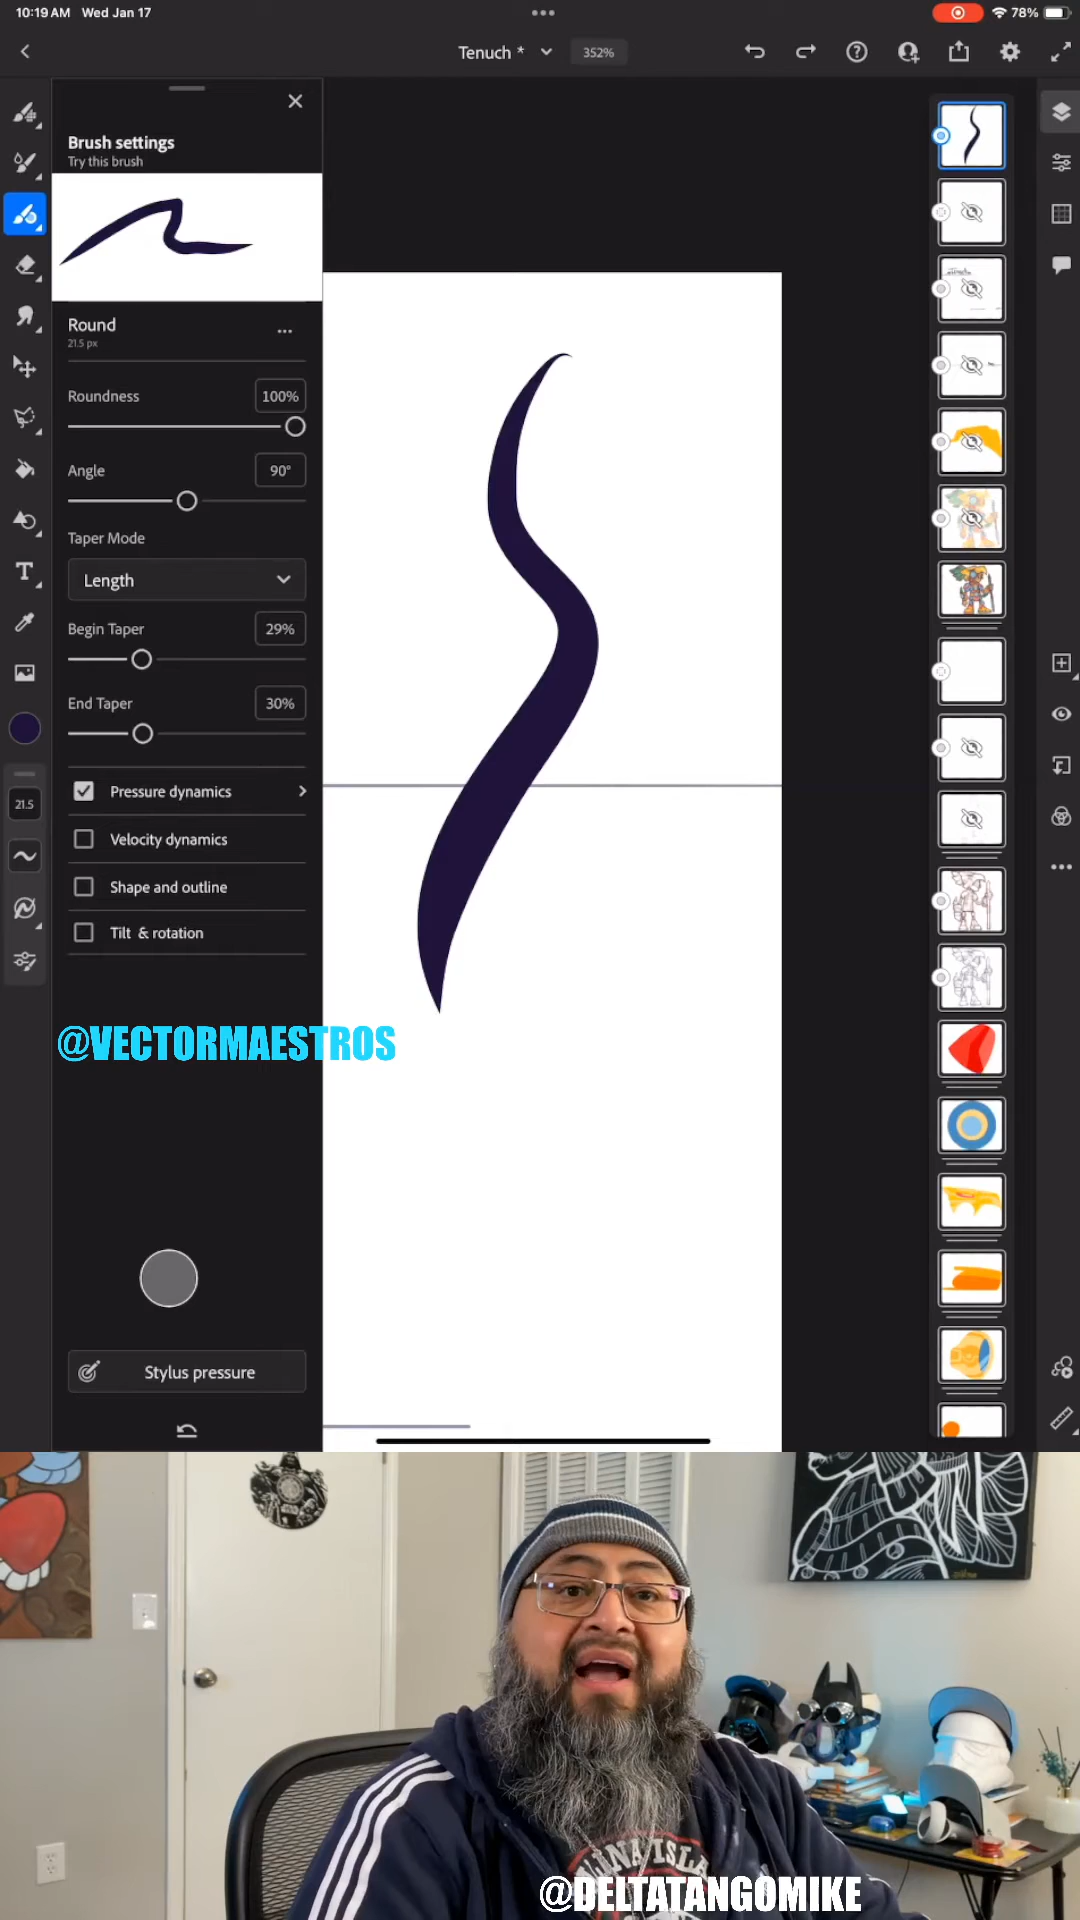 10:19 AM Wed Jan 17
78%
Tenuch *
352%
Brush settings
Try this brush
Round
21.5 px
Roundness
100%
Angle
90°
Taper Mode
Length
Begin Taper
29%
End Taper
30%
Pressure dynamics
Velocity dynamics
Shape and outline
Tilt & rotation
T
21.5
@VECTORMAESTROS
Stylus pressure
@DELTATANGOMIKE